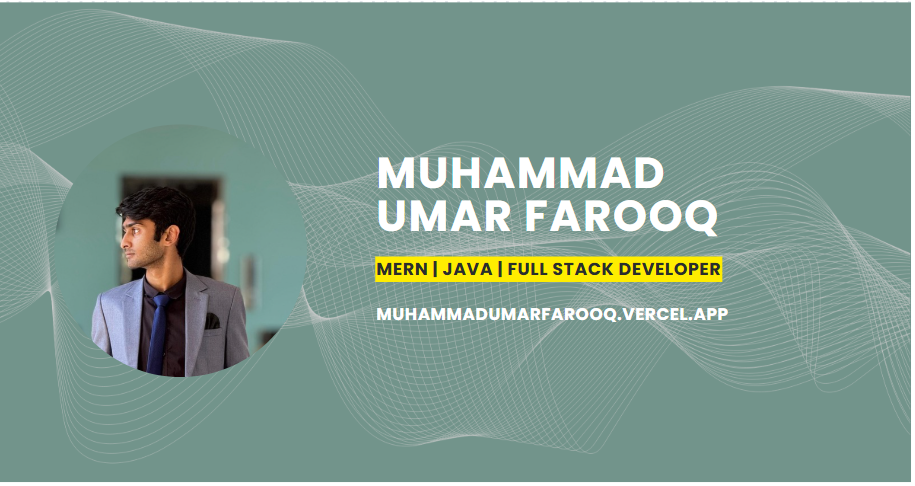 MUHAMMAD
UMAR FAROOQ
MERN | JAVA | FULL STACK DEVELOPER
MUHAMMADUMARFAROOQ.VERCEL.APP